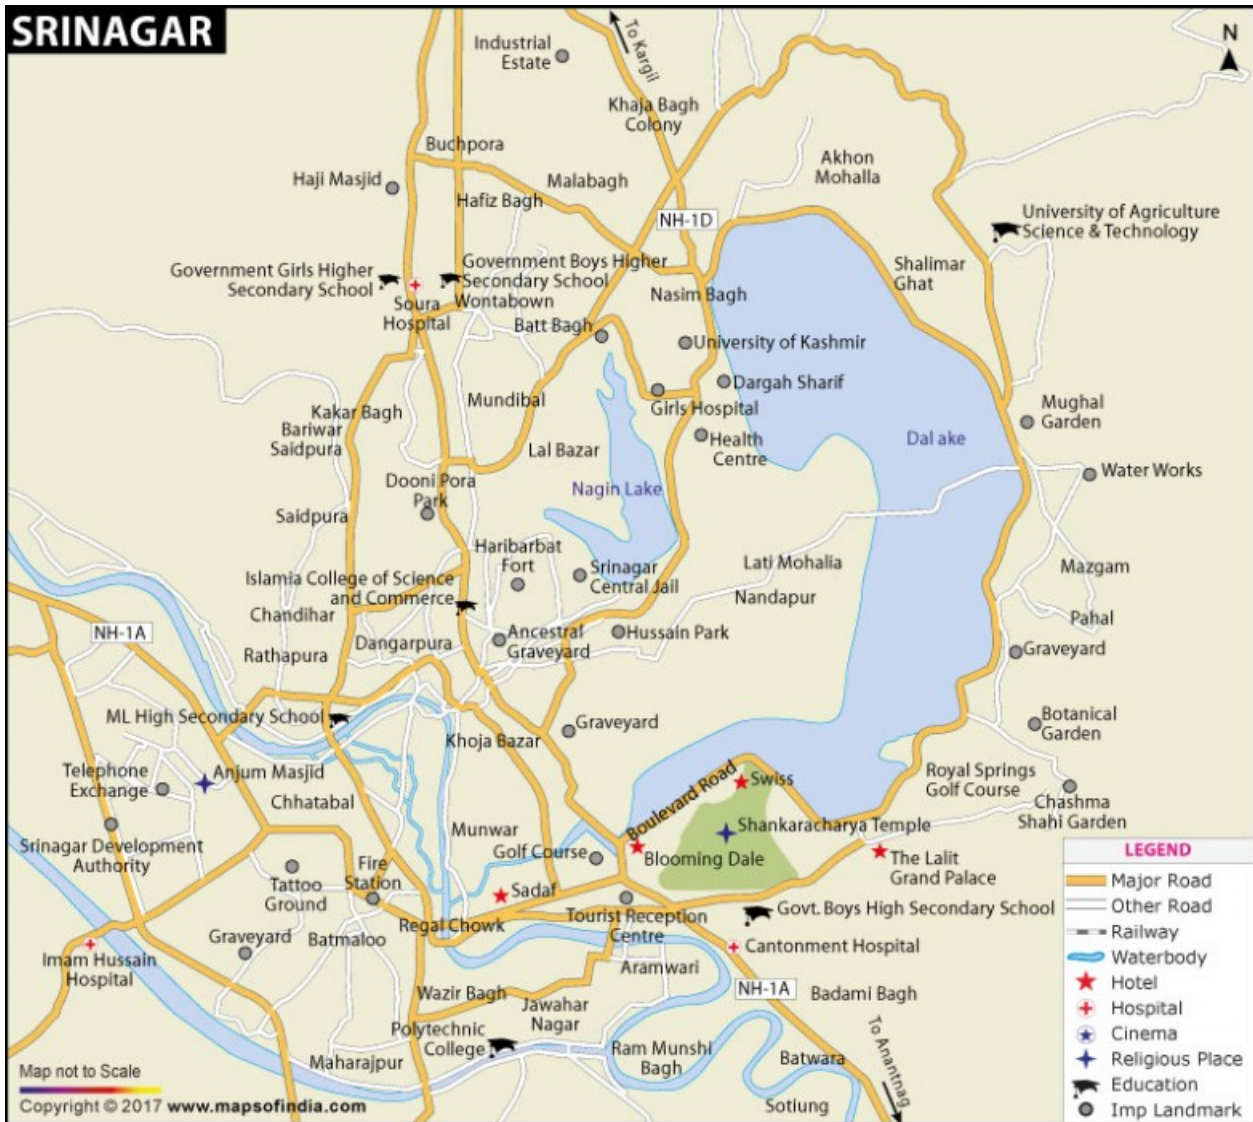 SRINAGAR
N
Industrial
Estate
To Kargil
Khaja Bagh
Colony
Buchpora
Akhon
Mohalla
Haji Masjid
Malabagh
Hafiz Bagh
NH-1D
University of Agriculture
Science & Technology
Government Girls Higher
Secondary School
Government Boys Higher
Secondary School
Wontabown
Shalimar
Ghat
Soura
Hospital
Nasim Bagh
Batt Bagh
University of Kashmir
Dargah Sharif
Mundibal
Girls Hospital
Kakar Bagh
Bariwar
Saidpura
Mughal
Garden
Lal Bazar
Health
Centre
Dal ake
Water Works
Dooni Pora
Park
Nagin Lake
Saidpura
Haribarbat
Fort
Srinagar
Central Jail
Lati Mohalia
Mazgam
Islamia College of Science
and Commerce
Nandapur
Chandihar
Pahal
NH-1A
Dangarpura
Ancestral
Graveyard
Hussain Park
Graveyard
Rathapura
ML High Secondary School
Khoja Bazar
Graveyard
Botanical
Garden
Telephone
Exchange
Anjum Masjid
Boulevard Road
Swiss
Royal Springs
Golf Course
Chhatabal
Chashma
Shahi Garden
Srinagar Development
Authority
Munwar
Golf Course
Shankaracharya Temple
Blooming Dale
The Lalit
Grand Palace
Tattoo
Ground
Fire
Station
Sadaf
Regal Chowk
Tourist Reception
Centre
Govt. Boys High Secondary School
Graveyard
Batmaloo
Cantonment Hospital
Imam Hussain
Hospital
Aramwari
Wazir Bagh
NH-1A
Badami Bagh
Jawahar
Nagar
Polytechnic
College
To Anantnag
Maharajpur
Ram Munshi
Bagh
Batwara
Sotiung
LEGEND
Major Road
Other Road
Railway
Waterbody
Hotel
Hospital
Cinema
Religious Place
Education
Imp Landmark
Map not to Scale
Copyright © 2017 www.mapsofindia.com